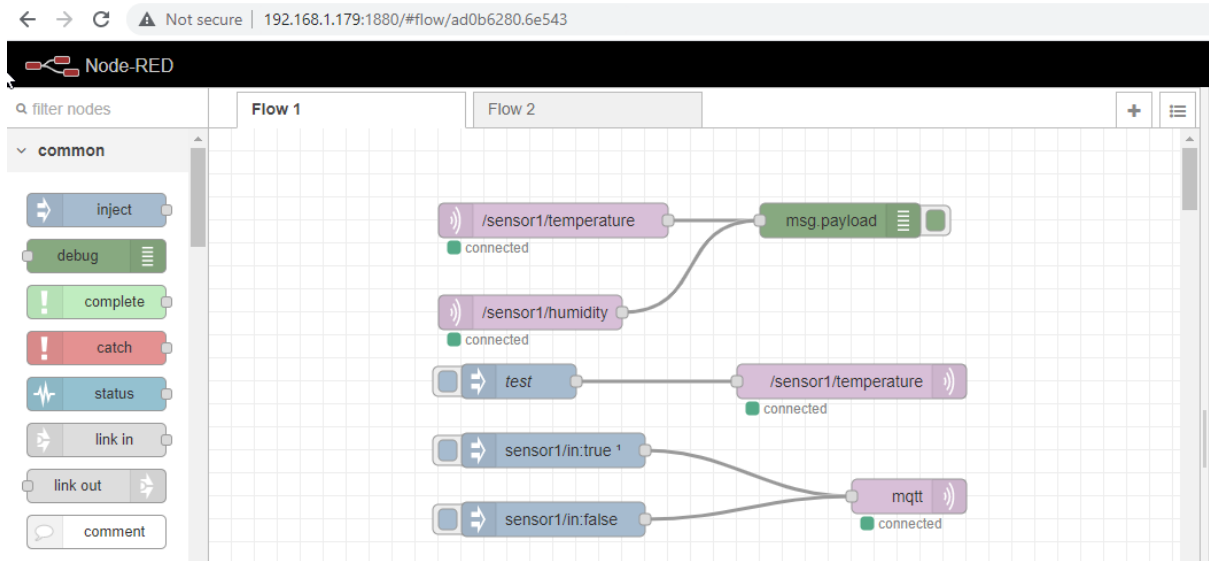 Not secure | 192.168.1.179:1880/#flow/ad0b6280.6e543
Node-RED
filter nodes
Flow 1
Flow 2
common
inject
debug
complete
catch
status
link in
link out
comment
/sensor1/temperature
connected
msg.payload
/sensor1/humidity
connected
test
/sensor1/temperature
connected
sensor1/in:true ¹
sensor1/in:false
mqtt
connected